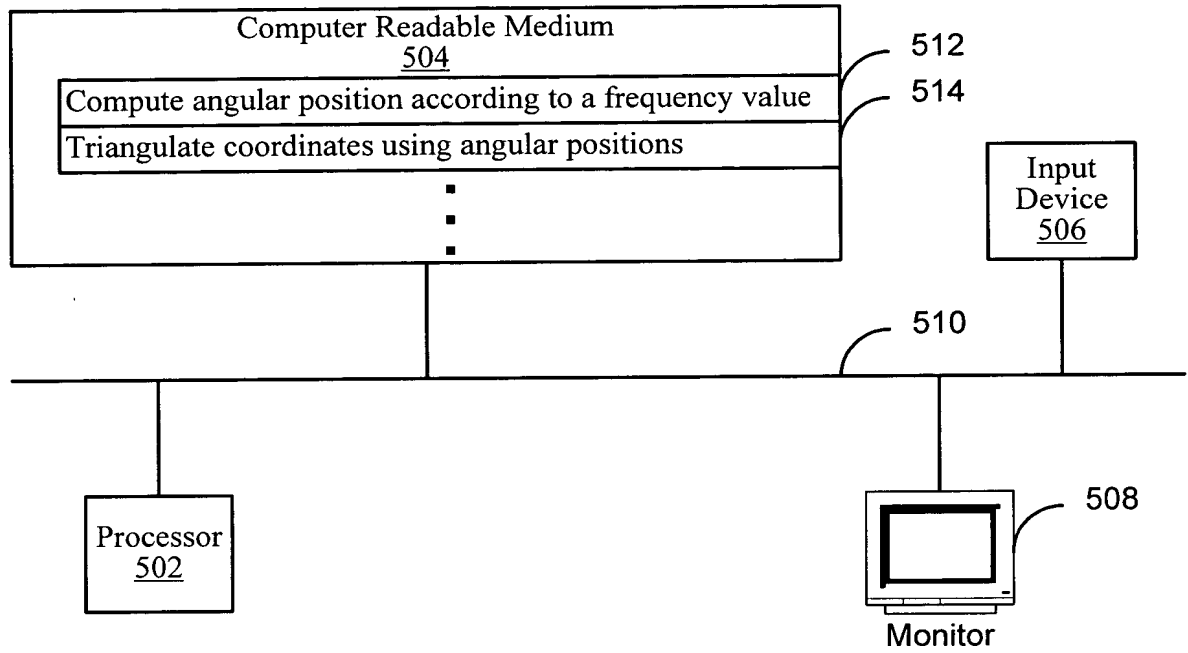 Computer Readable Medium
504
512
Compute angular position according to a frequency value
514
Triangulate coordinates using angular positions
Input
Device
506
510
Processor
502
508
Monitor